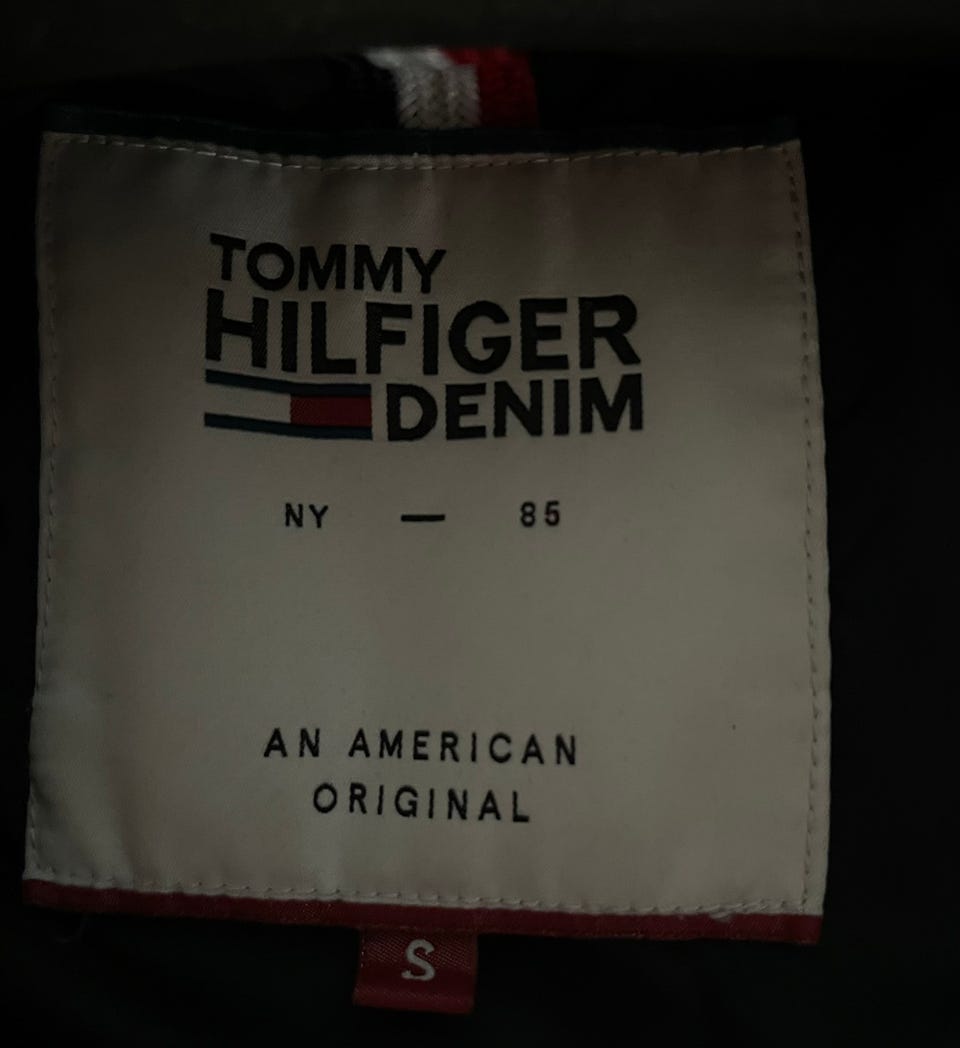 TOMMY
HILFIGER
DENIM
NY — 85
AN AMERICAN
ORIGINAL
S